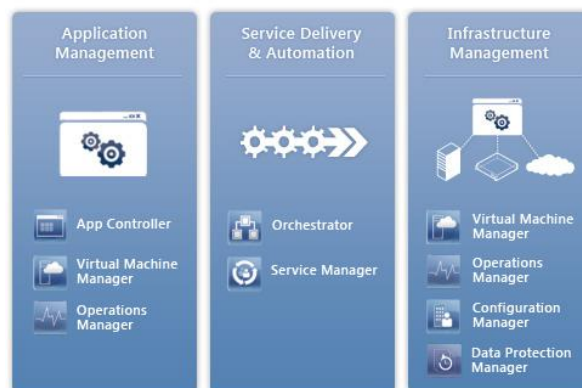 Application
Management
App Controller
Virtual Machine
Manager
Operations
Manager
Service Delivery
& Automation
Orchestrator
Service Manager
Infrastructure
Management
Virtual Machine
Manager
Operations
Manager
Configuration
Manager
Data Protection
Manager